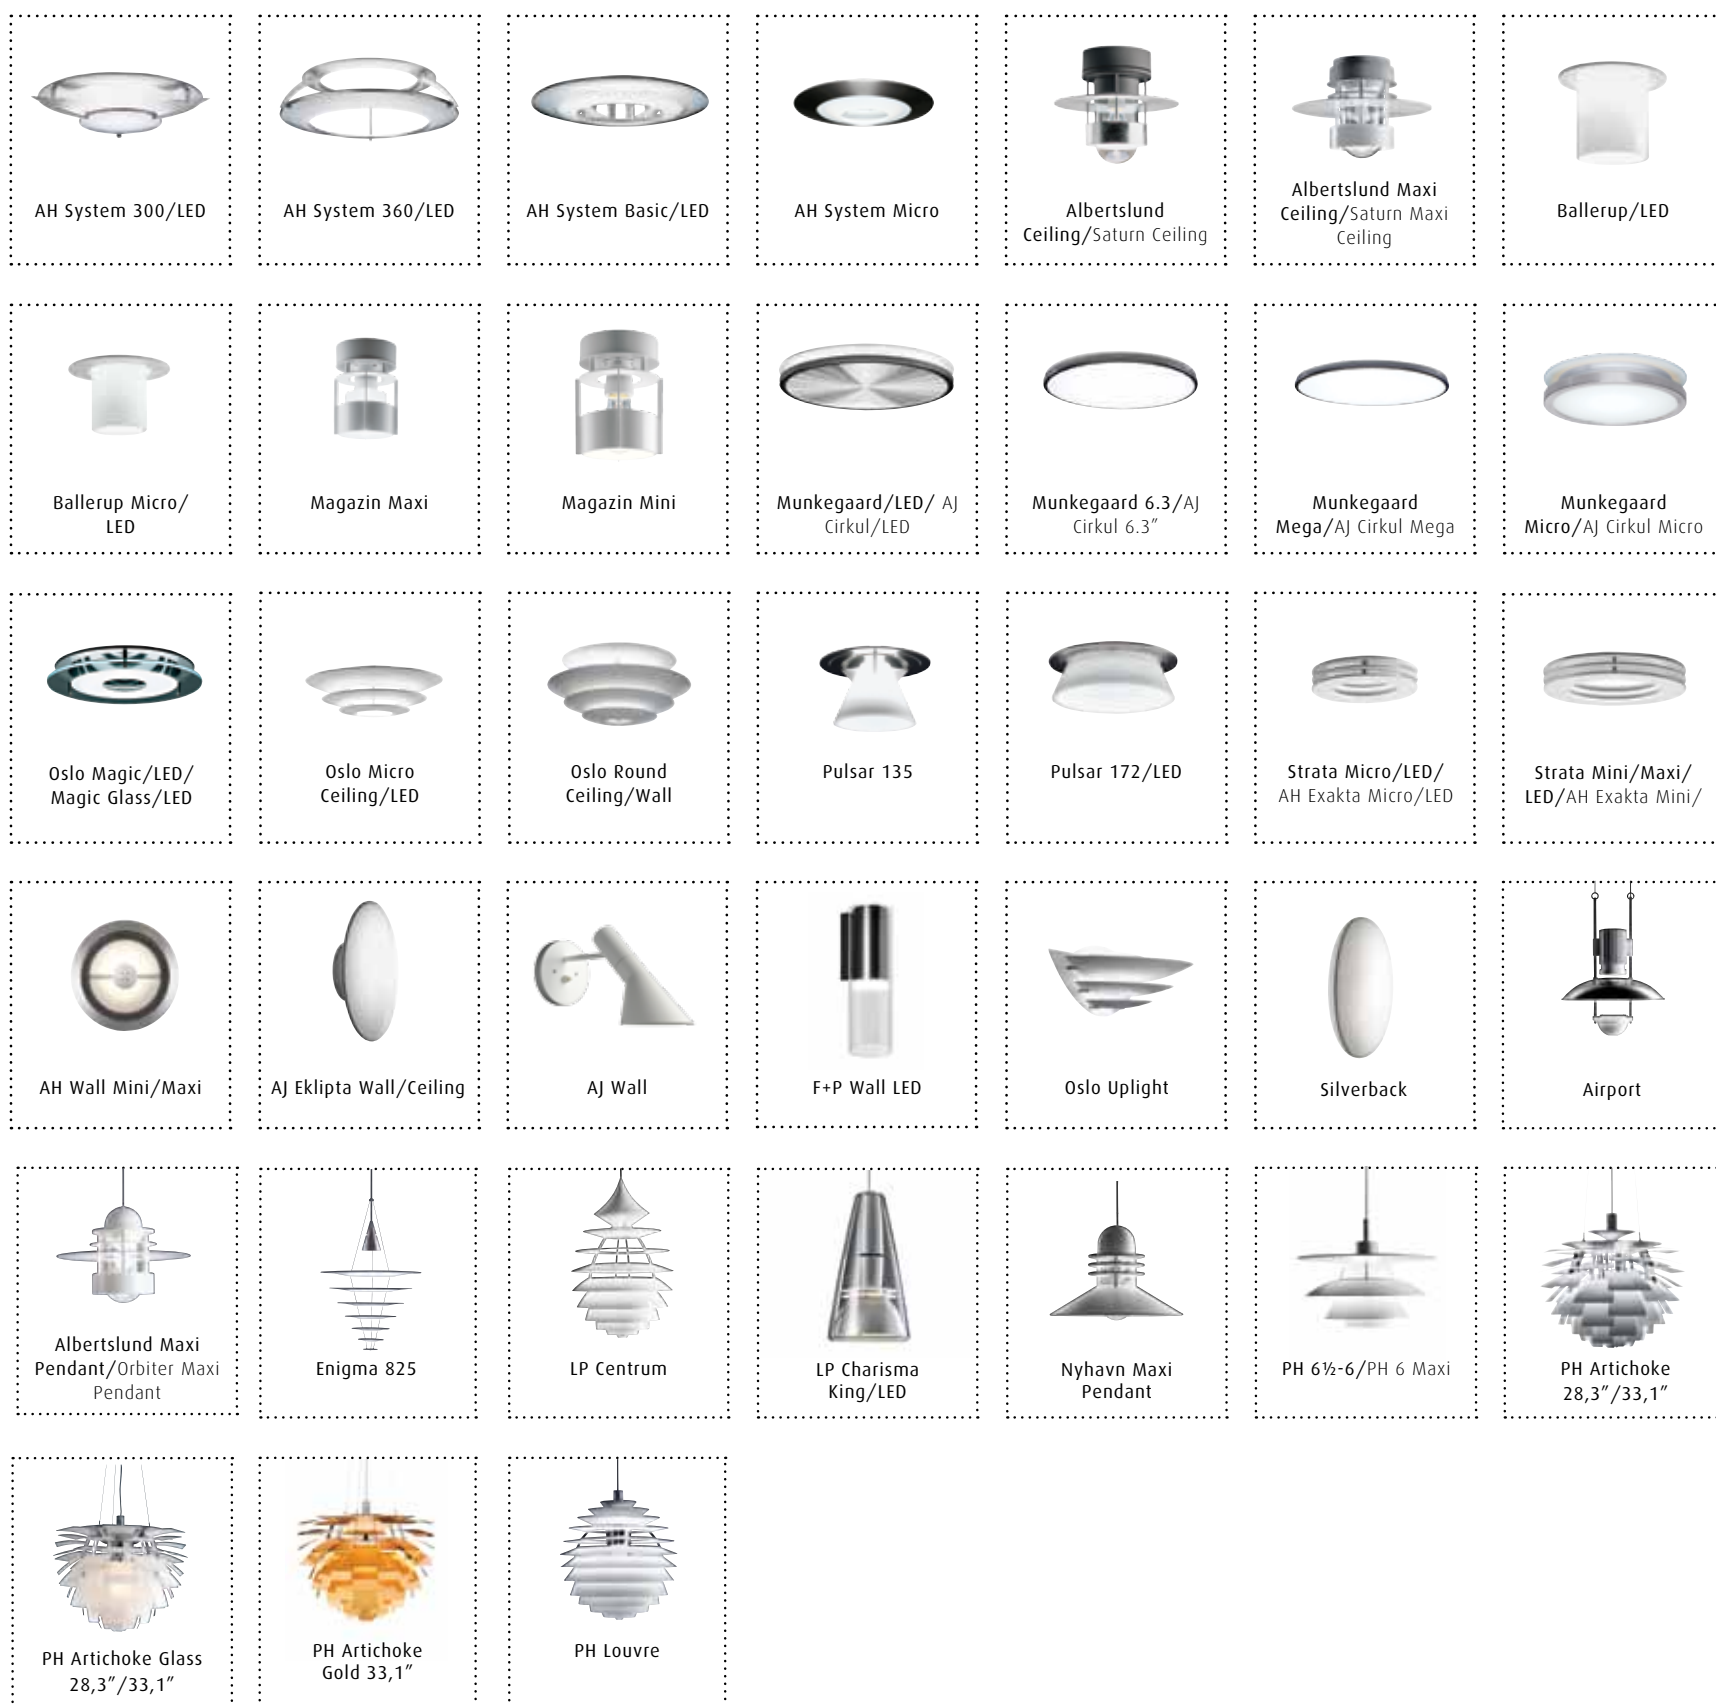 AH System 300/LED
AH System 360/LED
AH System Basic/LED
AH System Micro
Albertslund
Ceiling/Saturn Ceiling
Albertslund Maxi
Ceiling/Saturn Maxi
Ceiling
Ballerup/LED
Ballerup Micro/
LED
Magazin Maxi
Magazin Mini
Munkegaard/LED/ AJ
Cirkul/LED
Munkegaard 6.3/AJ
Cirkul 6.3”
Munkegaard
Mega/AJ Cirkul Mega
Munkegaard
Micro/AJ Cirkul Micro
Oslo Magic/LED/
Magic Glass/LED
Oslo Micro
Ceiling/LED
Oslo Round
Ceiling/Wall
Pulsar 135
Pulsar 172/LED
Strata Micro/LED/
AH Exakta Micro/LED
Strata Mini/Maxi/
LED/AH Exakta Mini/
AH Wall Mini/Maxi
AJ Eklipta Wall/Ceiling
AJ Wall
F+P Wall LED
Oslo Uplight
Silverback
Airport
Albertslund Maxi
Pendant/Orbiter Maxi
Pendant
Enigma 825
LP Centrum
LP Charisma
King/LED
Nyhavn Maxi
Pendant
PH 6½-6/PH 6 Maxi
PH Artichoke
28,3”/33,1”
PH Artichoke Glass
28,3”/33,1”
PH Artichoke
Gold 33,1”
PH Louvre